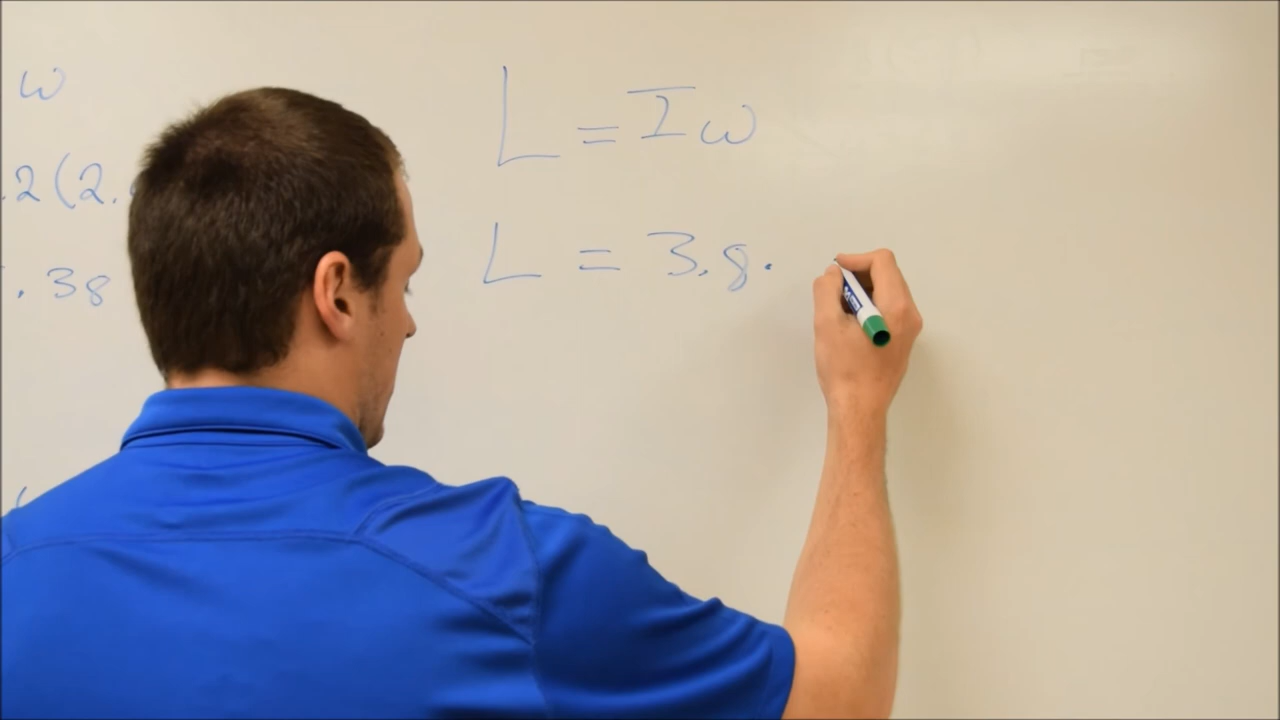 ω
.2(2.
.38
L = Iω
L = 3.8.